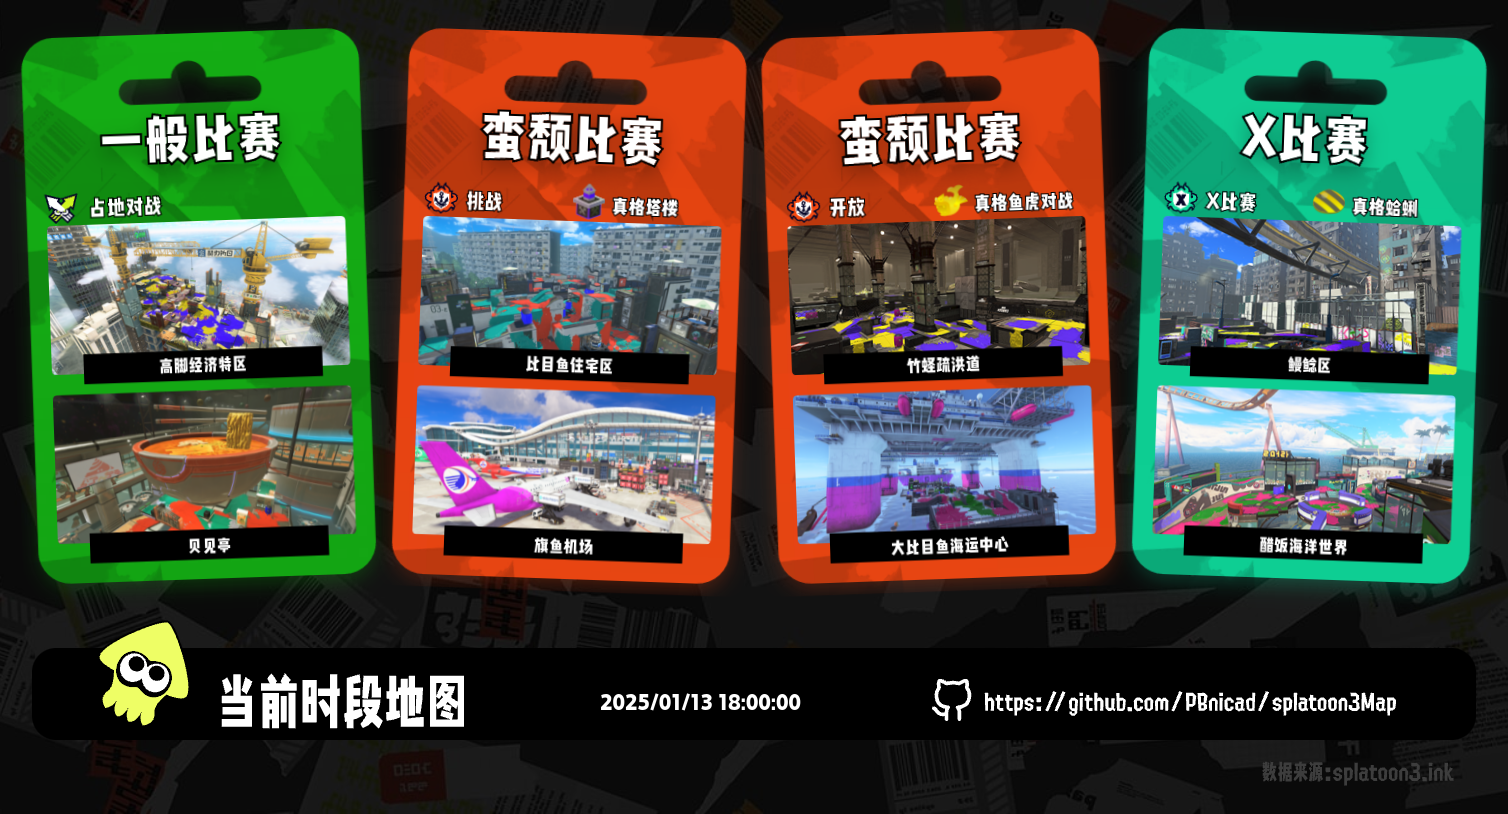 一般比赛
占地对战
高脚经济特区
贝见亭
蛮颓比赛
挑战
真格塔楼
比目鱼住宅区
旗鱼机场
蛮颓比赛
开放
真格鱼虎对战
竹蛏疏洪道
大比目鱼海运中心
X比赛
X比赛
真格蛤蜊
鳗鲶区
醋饭海洋世界
当前时段地图
2025/01/13 18:00:00
https://github.com/PBnicad/splatoon3Map
数据来源:splatoon3.ink